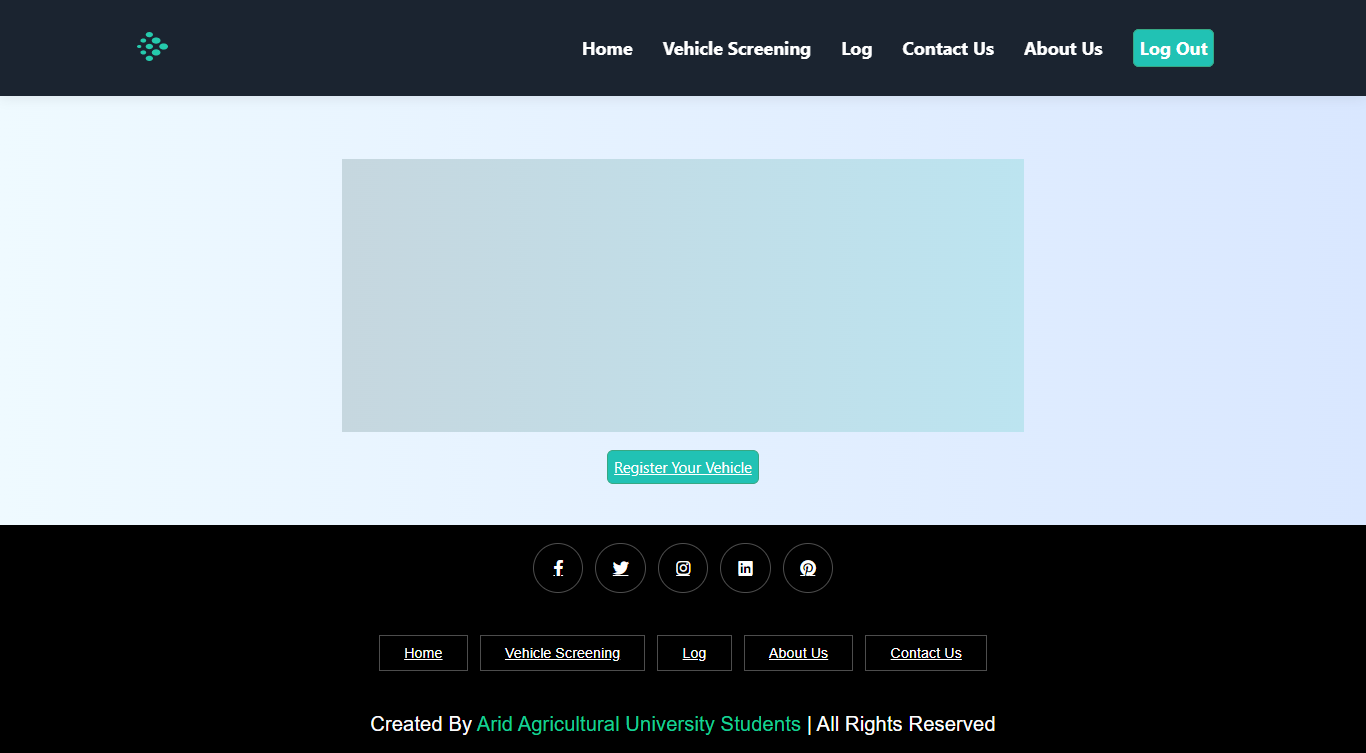 Home Vehicle Screening Log Contact Us About Us Log Out
Register Your Vehicle
Home Vehicle Screening Log About Us Contact Us
Created By Arid Agricultural University Students | All Rights Reserved